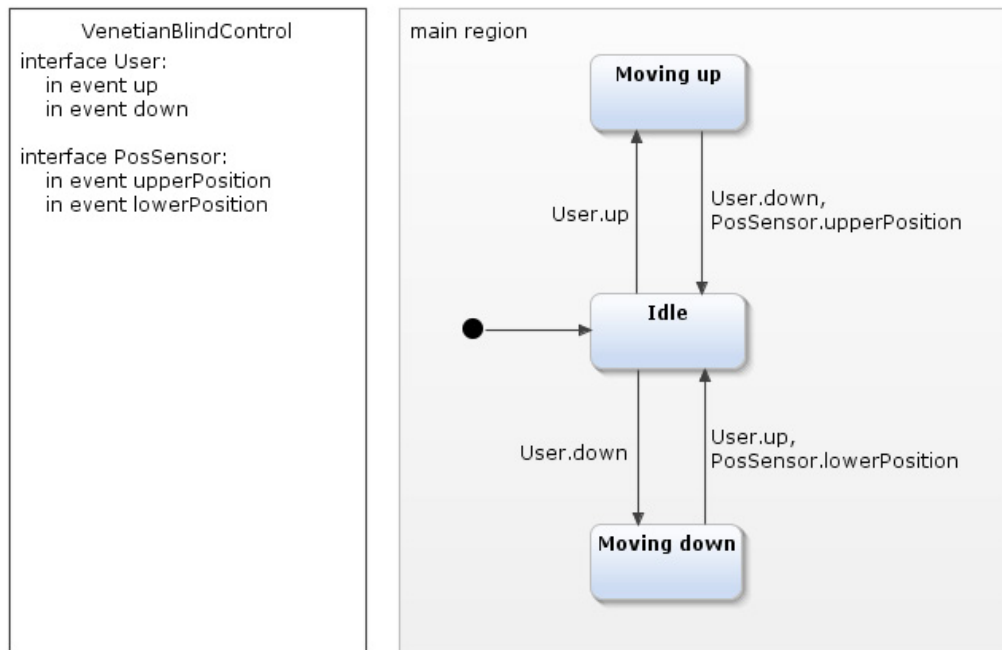 VenetianBlindControl
interface User:
in event up
in event down
interface PosSensor:
in event upperPosition
in event lowerPosition
main region
Moving up
User.up
User.down,
PosSensor.upperPosition
Idle
User.down
User.up,
PosSensor.lowerPosition
Moving down